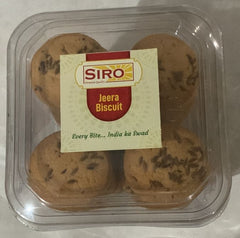 SIRO
Jeera
Biscuit
Every Bite... India ka Swad